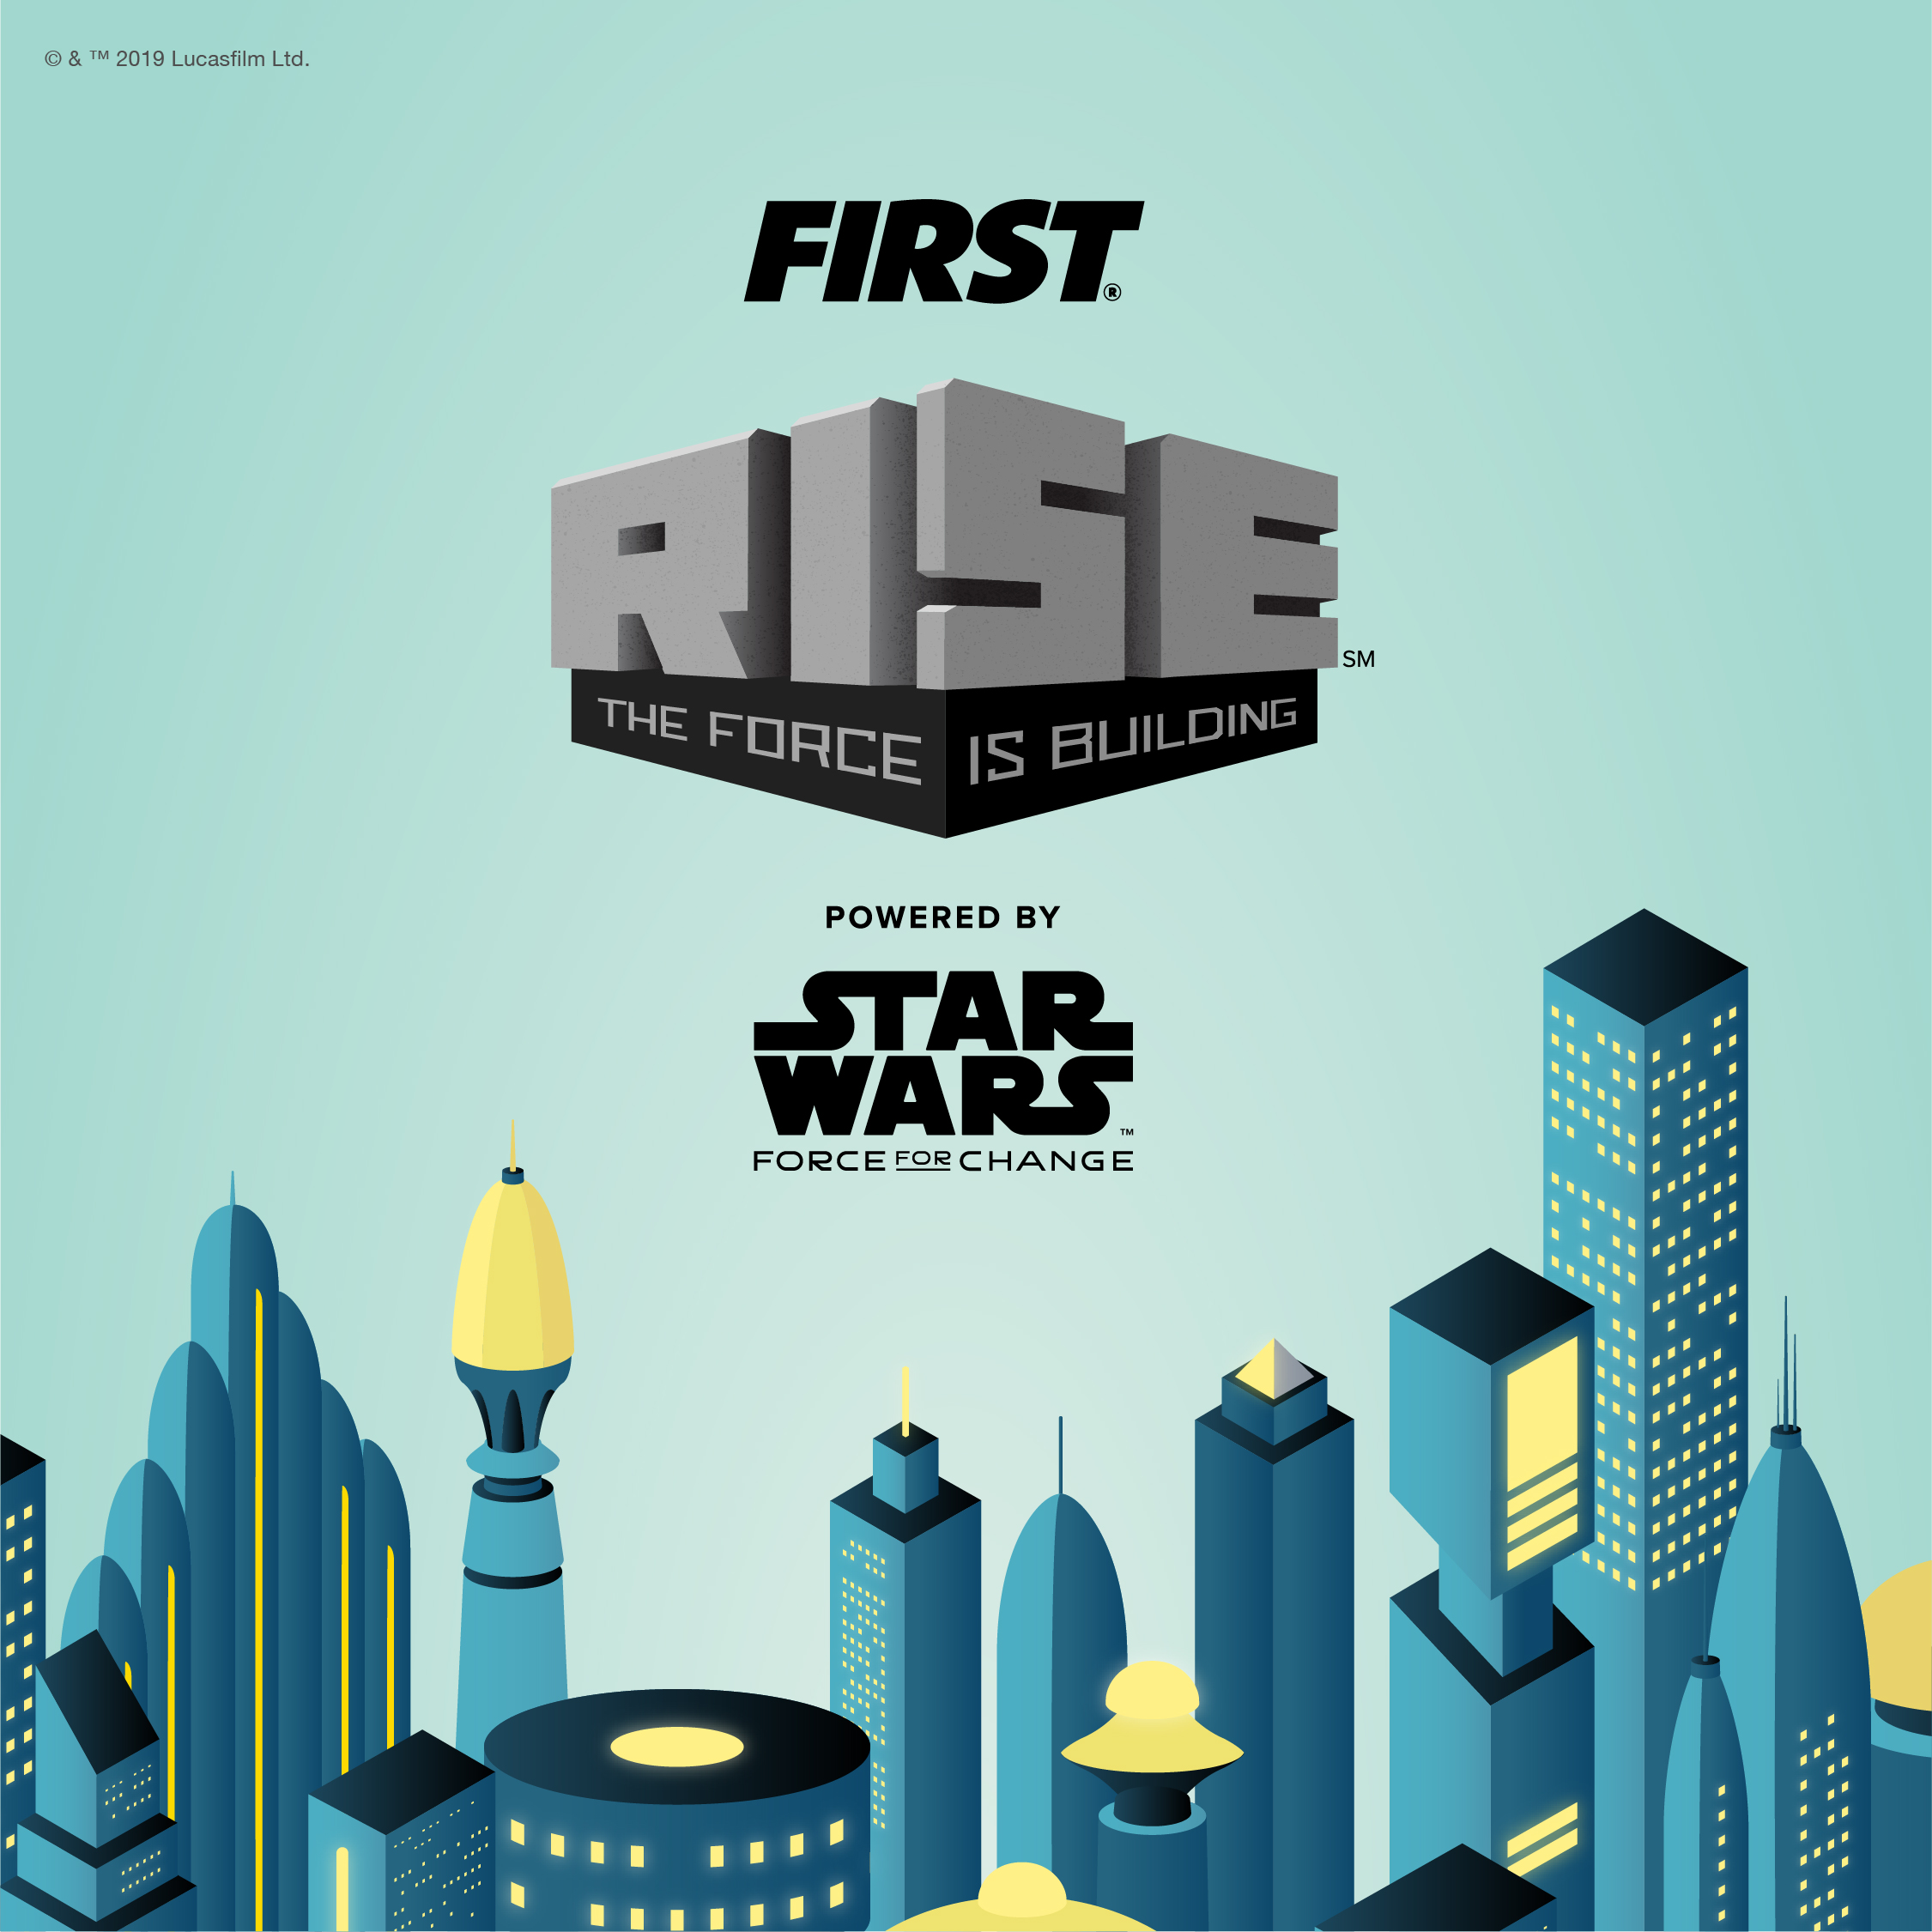 © & ™ 2019 Lucasfilm Ltd.
FIRST®
RISE℠
THE FORCE IS BUILDING
POWERED BY
STAR
WARS™
FORCE FOR CHANGE